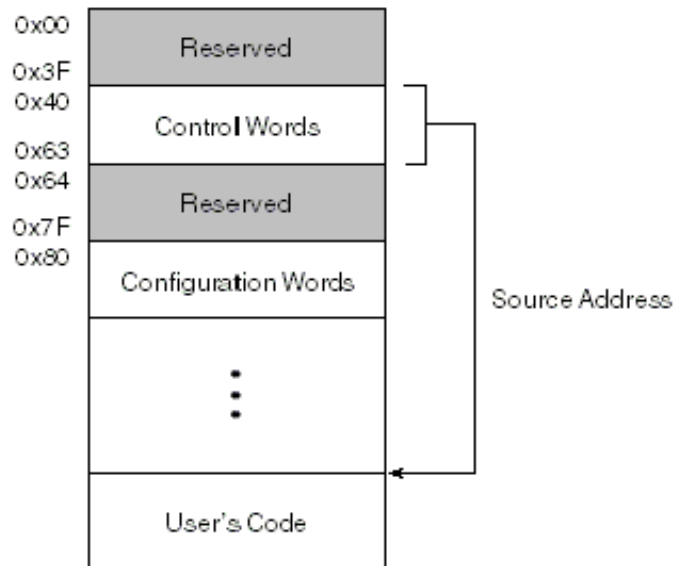 0x00
Reserved
0x3F
0x40
Control Words
0x63
0x64
Reserved
0x7F
0x80
Configuration Words
Source Address
User's Code